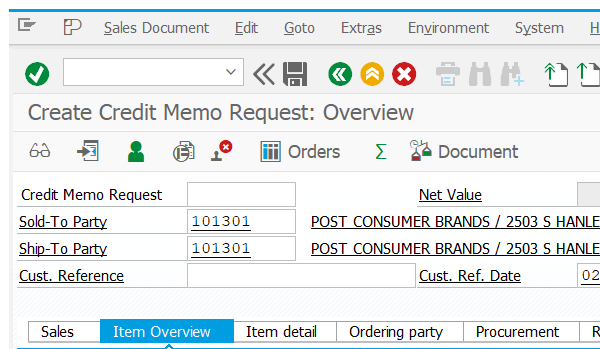 Sales Document Edit Goto Extras Environment System H
Create Credit Memo Request: Overview
Orders Σ Document
Credit Memo Request Net Value
Sold-To Party 101301 POST CONSUMER BRANDS / 2503 S HANLE
Ship-To Party 101301 POST CONSUMER BRANDS / 2503 S HANLE
Cust. Reference Cust. Ref. Date 02
Sales Item Overview Item detail Ordering party Procurement R